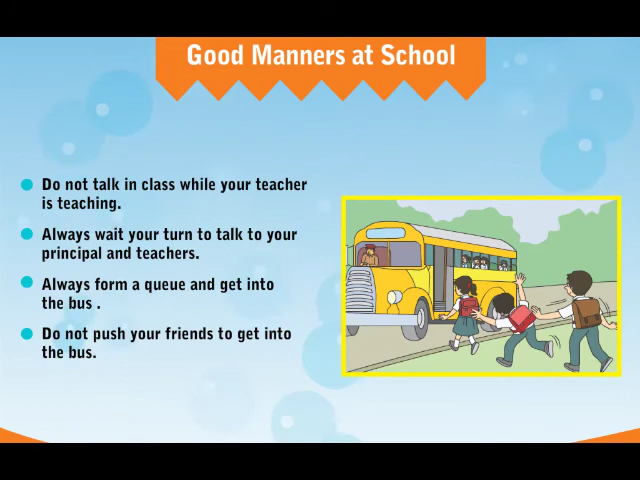 Good Manners at School
Do not talk in class while your teacher
is teaching.
Always wait your turn to talk to your
principal and teachers.
Always form a queue and get into
the bus .
Do not push your friends to get into
the bus.